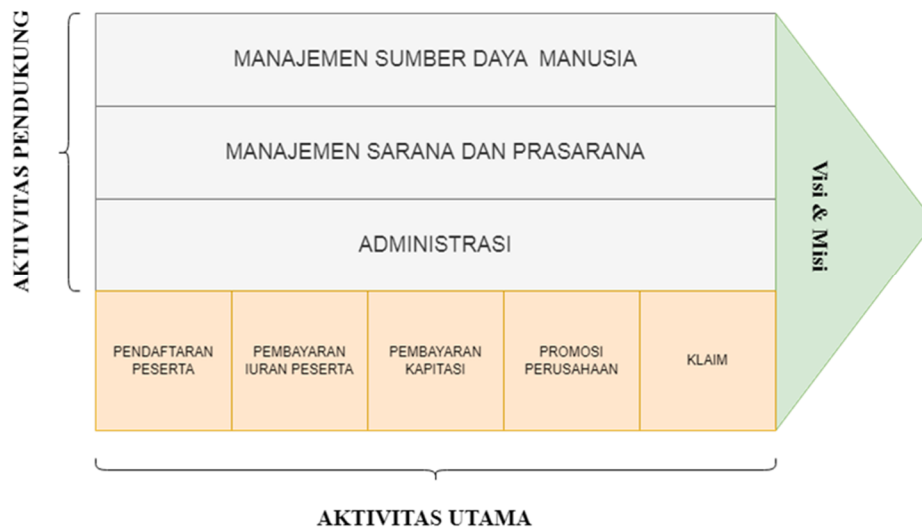 AKTIVITAS PENDUKUNG
MANAJEMEN SUMBER DAYA MANUSIA
MANAJEMEN SARANA DAN PRASARANA
ADMINISTRASI
Visi & Misi
PENDAFTARAN
PESERTA
PEMBAYARAN
IURAN PESERTA
PEMBAYARAN
KAPITASI
PROMOSI
PERUSAHAAN
KLAIM
AKTIVITAS UTAMA